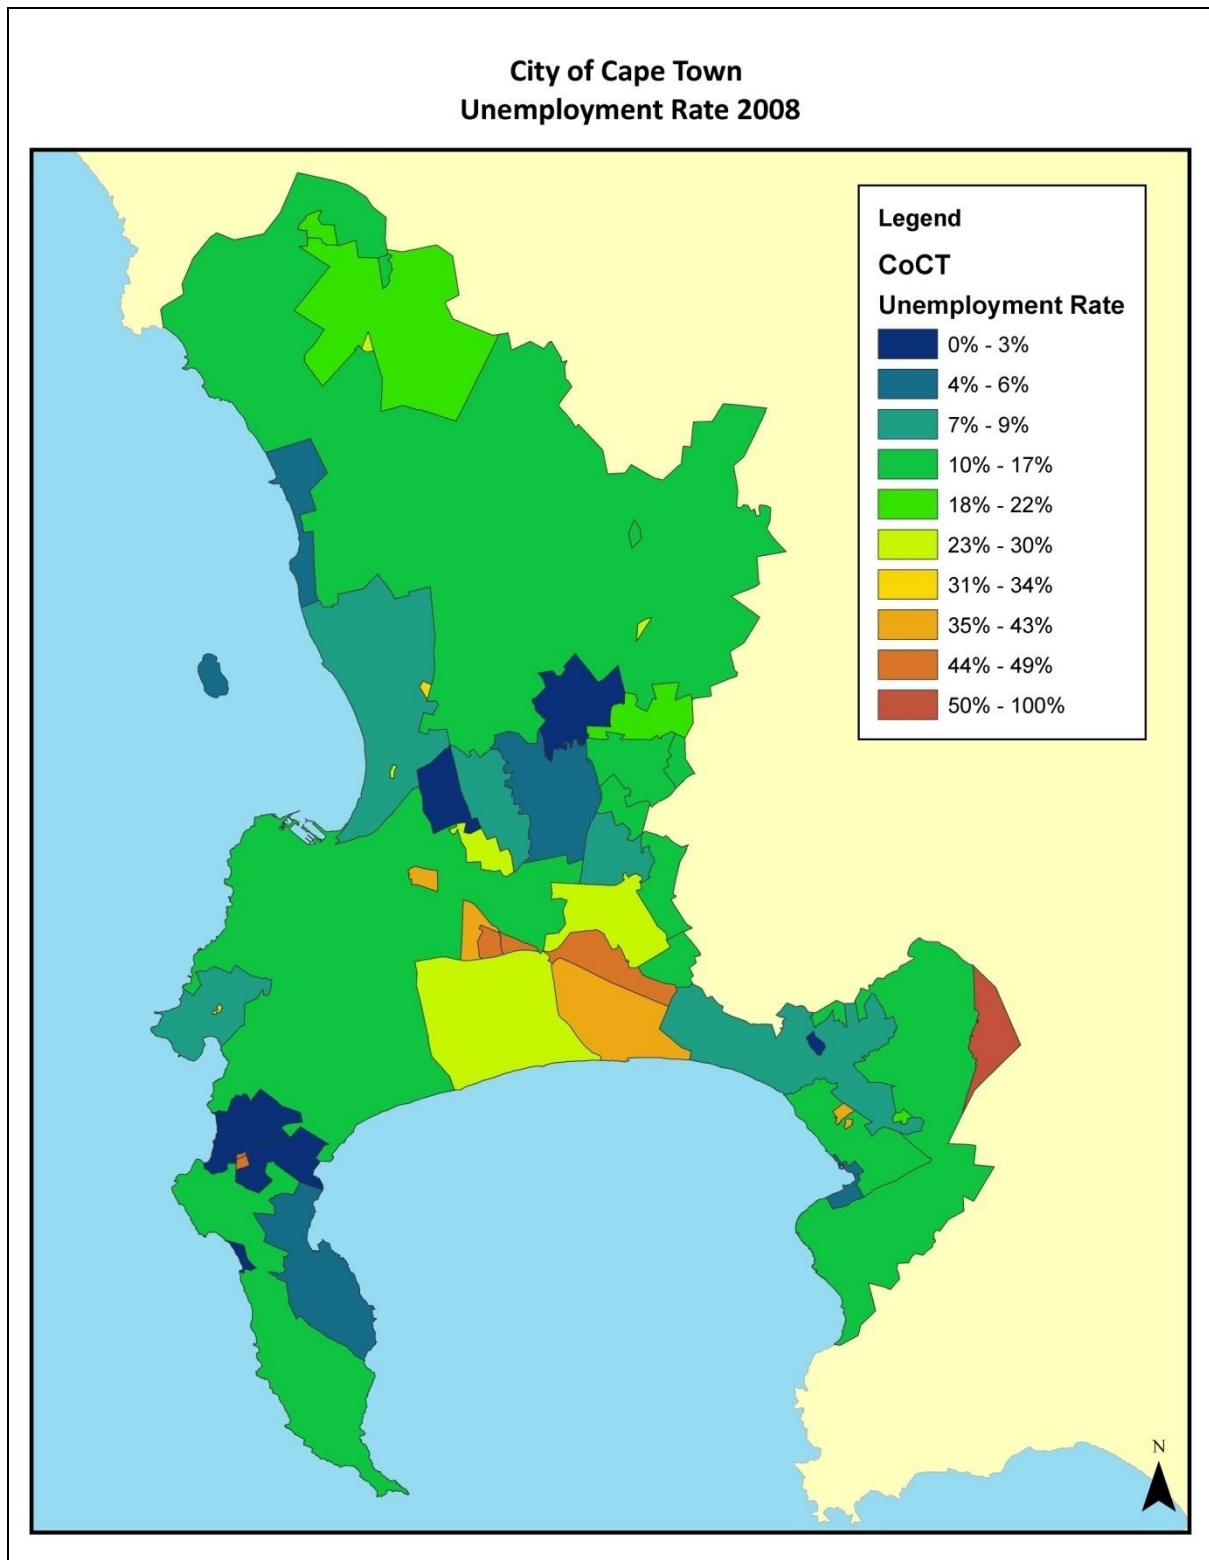 City of Cape Town
Unemployment Rate 2008
Legend
CoCT
Unemployment Rate
0% - 3%
4% - 6%
7% - 9%
10% - 17%
18% - 22%
23% - 30%
31% - 34%
35% - 43%
44% - 49%
50% - 100%
N